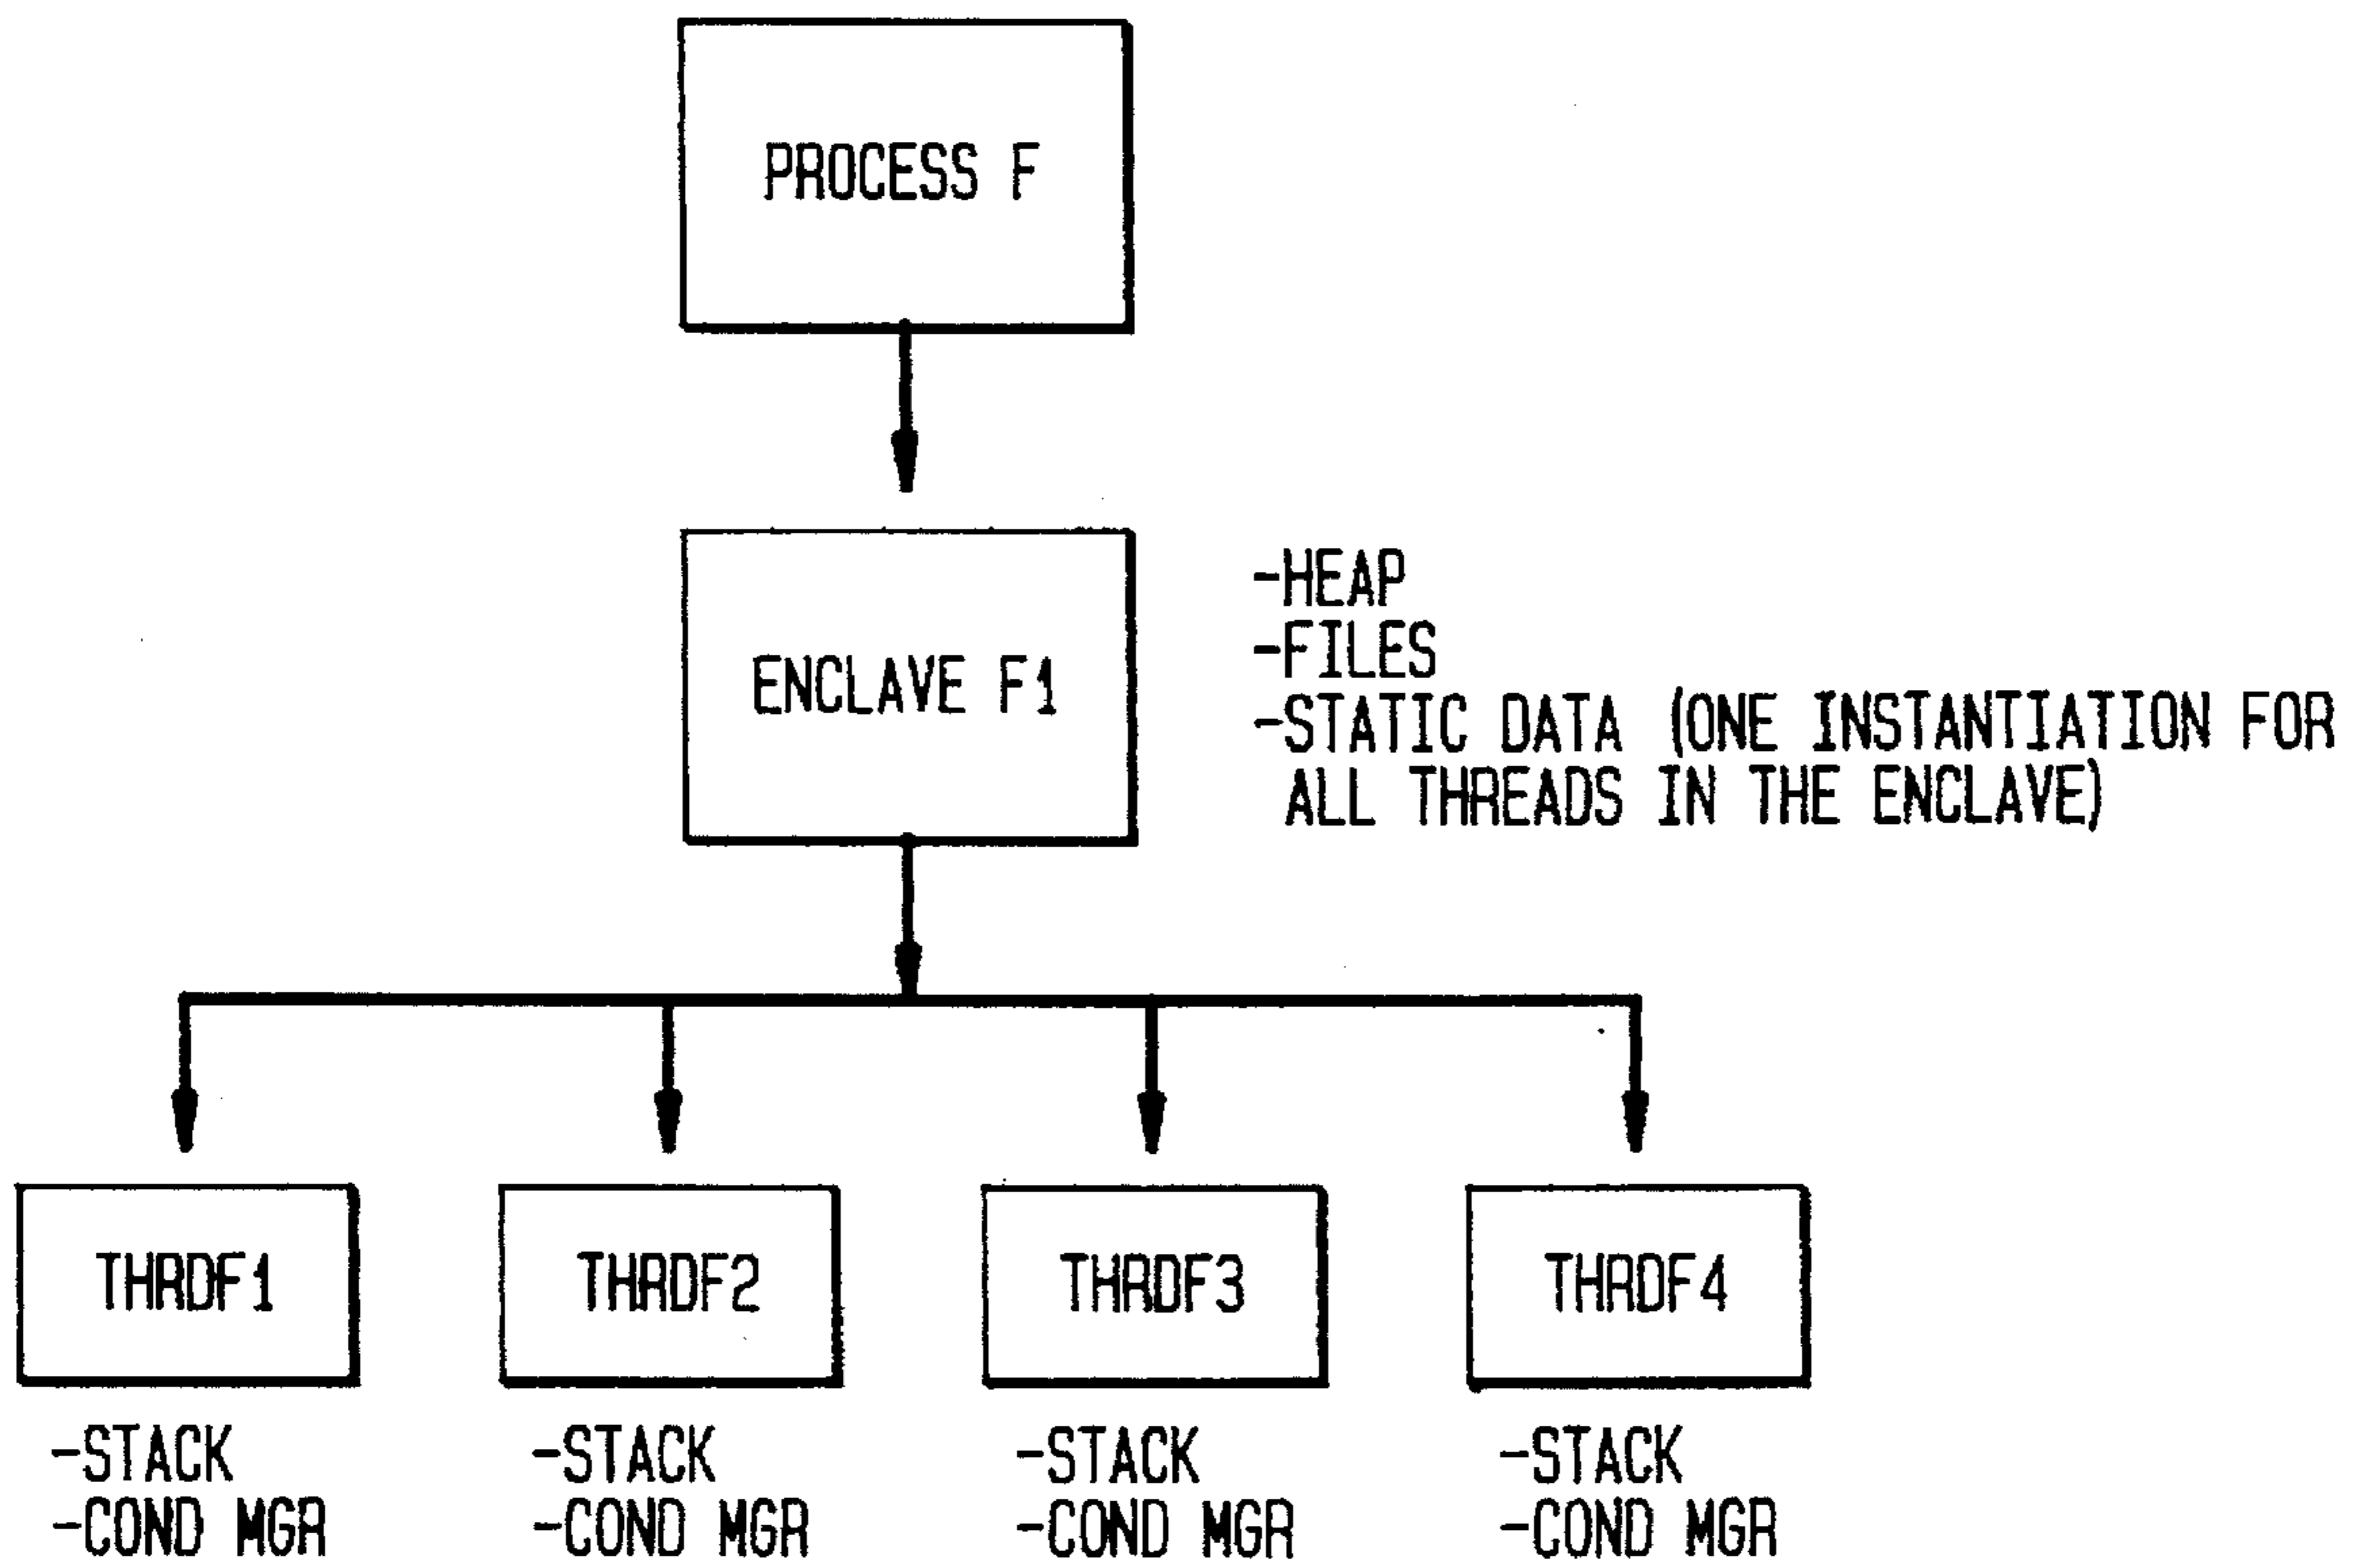 PROCESS F
ENCLAVE F1
-HEAP
-FILES
-STATIC DATA (ONE INSTANTIATION FOR
ALL THREADS IN THE ENCLAVE)
THRDF1
THRDF2
THRDF3
THRDF4
-STACK
-COND MGR
-STACK
-COND MGR
-STACK
-COND MGR
-STACK
-COND MGR